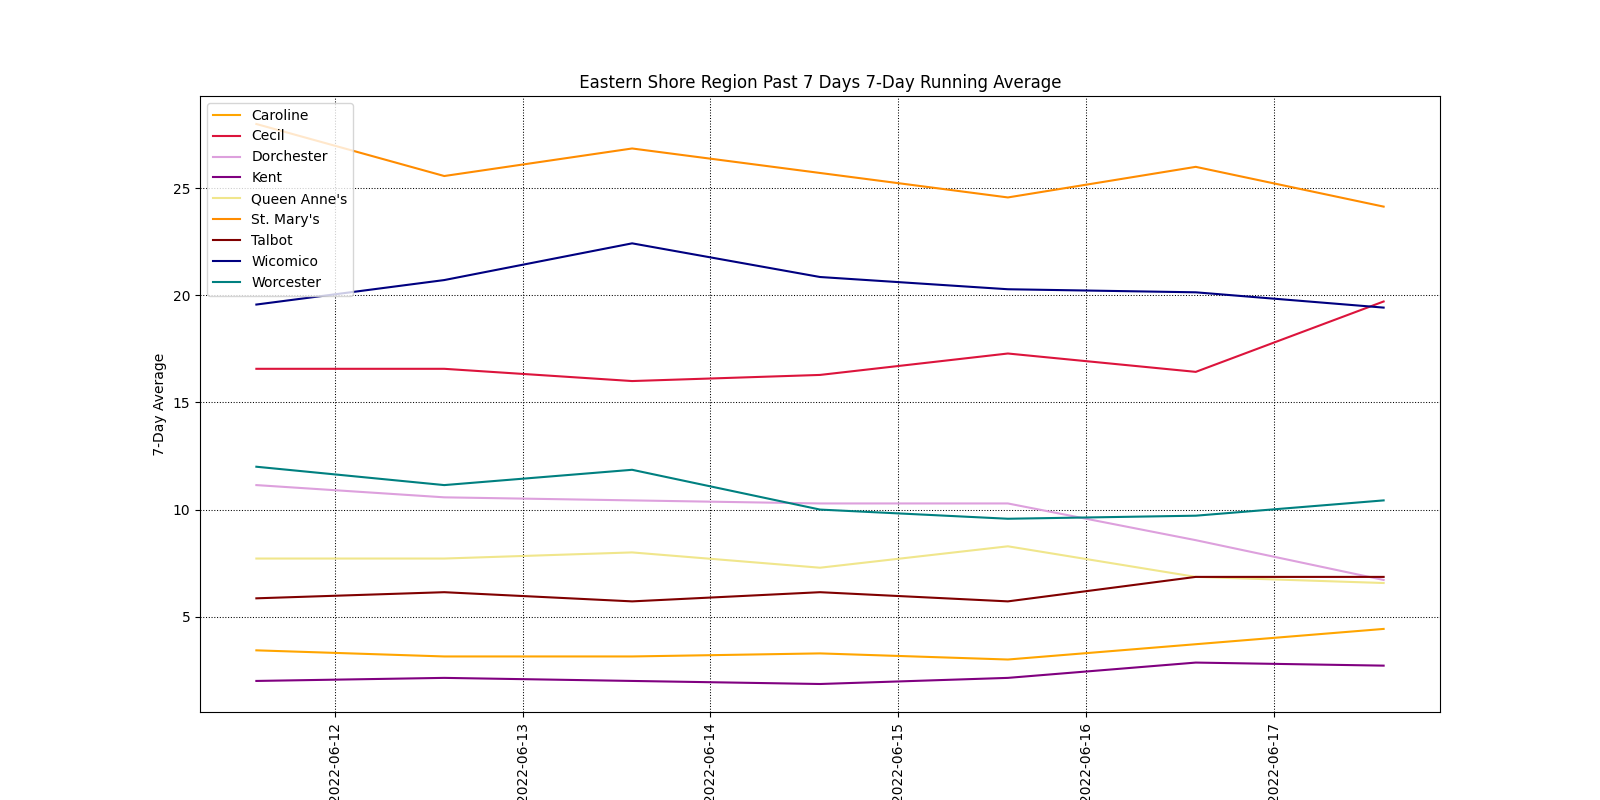 Eastern Shore Region Past 7 Days 7-Day Running Average
Caroline
Cecil
Dorchester
Kent
Queen Anne's
St. Mary's
Talbot
Wicomico
Worcester
25
20
15
10
5
7-Day Average
2022-06-12
2022-06-13
2022-06-14
2022-06-15
2022-06-16
2022-06-17